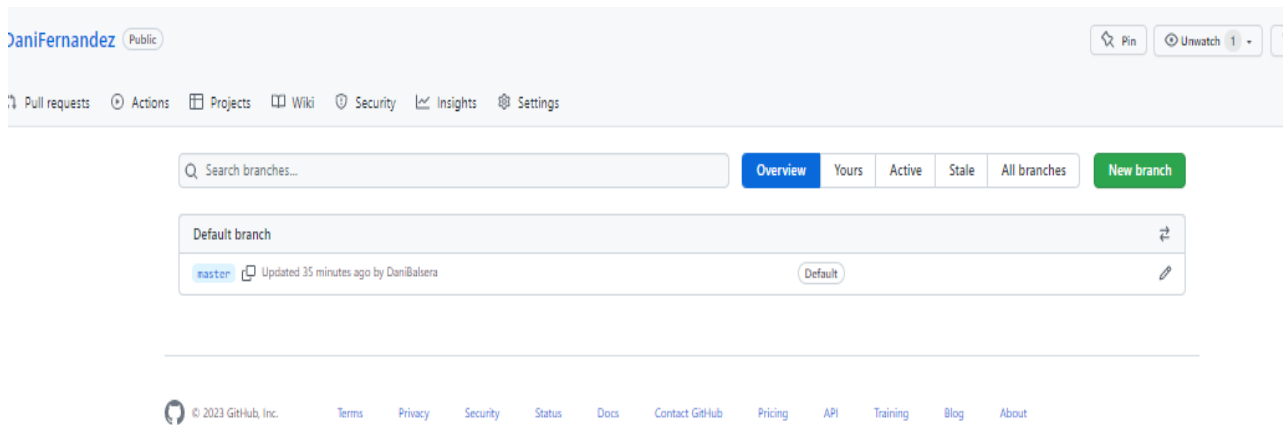 DaniFernandez Public Pin Unwatch 1
Pull requests Actions Projects Wiki Security Insights Settings
Search branches... Overview Yours Active Stale All branches New branch
Default branch
master Updated 35 minutes ago by DaniBalsera Default
© 2023 GitHub, Inc. Terms Privacy Security Status Docs Contact GitHub Pricing API Training Blog About